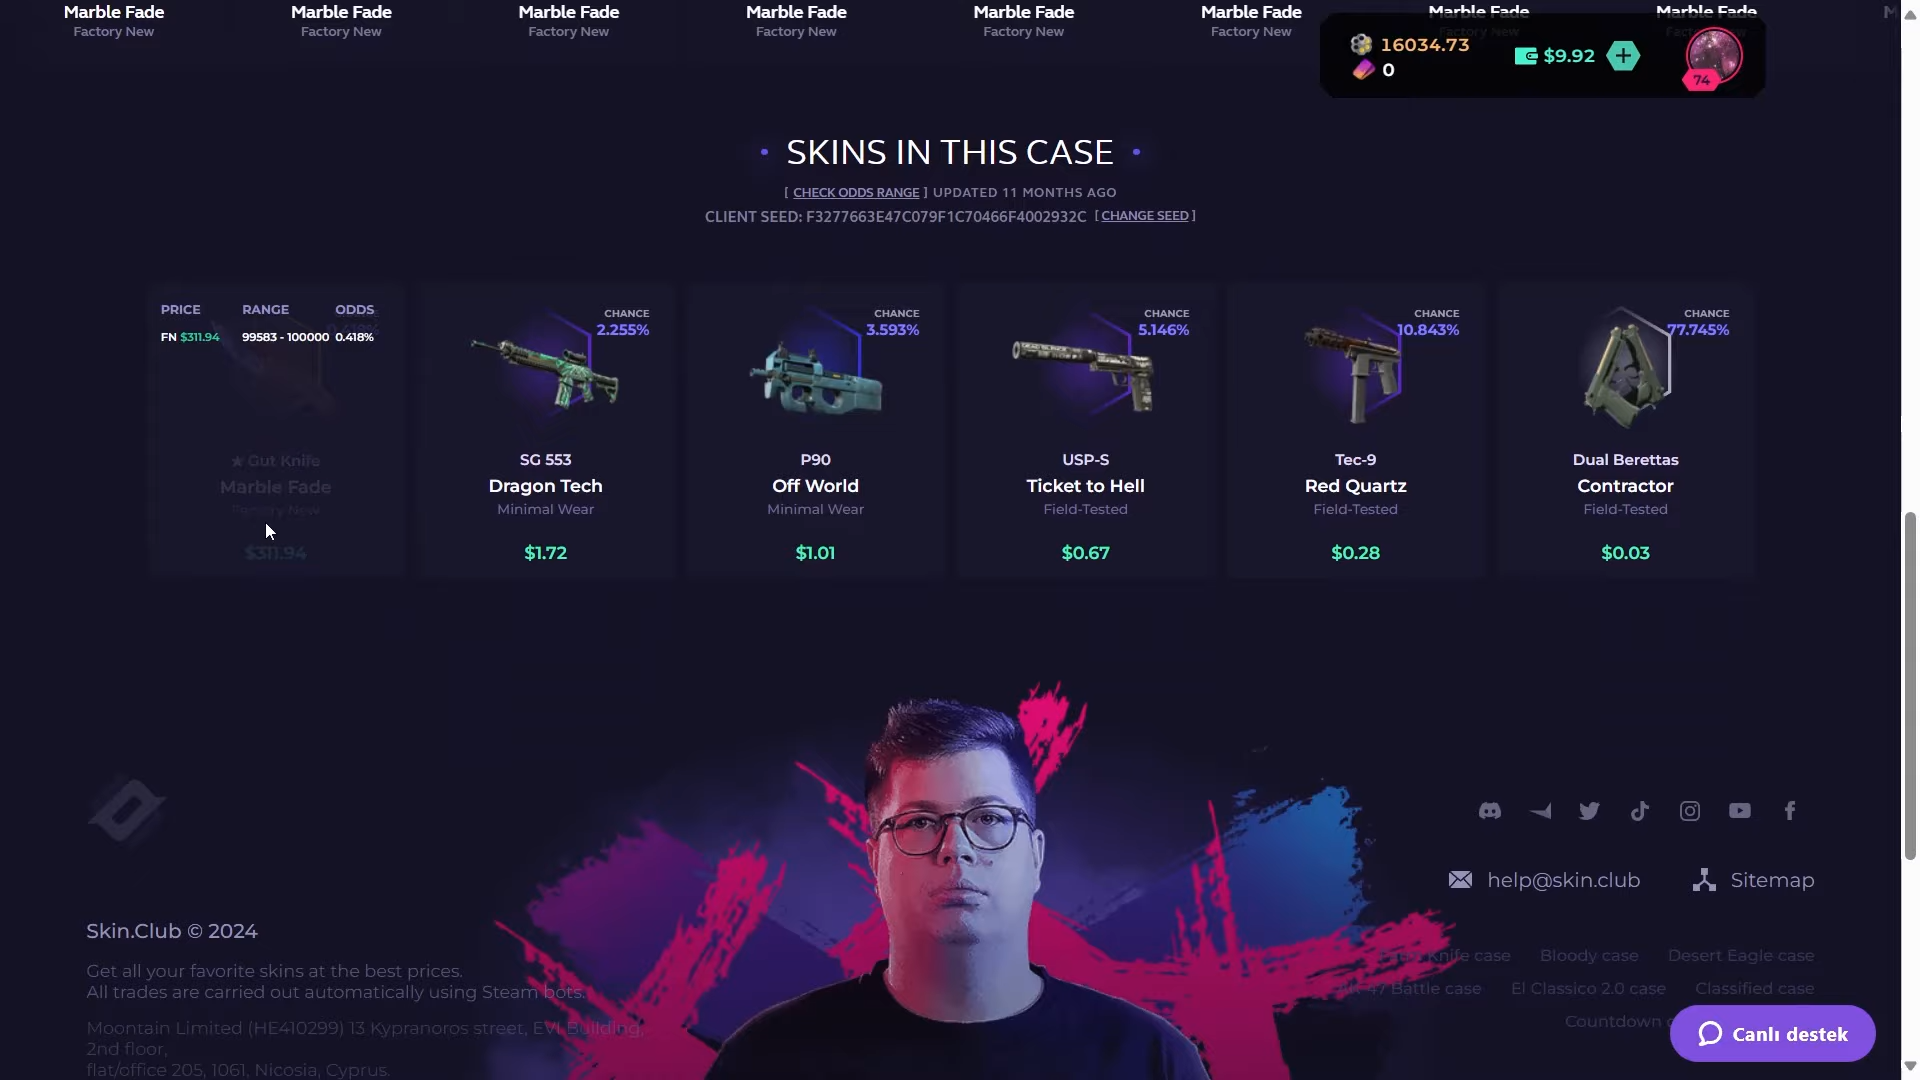 Marble Fade
Factory New
Marble Fade
Factory New
Marble Fade
Factory New
Marble Fade
Factory New
Marble Fade
Factory New
Marble Fade
Factory New
Marble Fade
Factory New
Marble Fade
16034.73
0
$9.92
74
SKINS IN THIS CASE
[ CHECK ODDS RANGE ] UPDATED 11 MONTHS AGO
CLIENT SEED: F3277663E47C079F1C70466F4002932C [ CHANGE SEED ]
PRICE RANGE ODDS
FN $311.94 99583 - 100000 0.418%
★ Gut Knife
Marble Fade
Factory New
$311.94
CHANCE
2.255%
SG 553
Dragon Tech
Minimal Wear
$1.72
CHANCE
3.593%
P90
Off World
Minimal Wear
$1.01
CHANCE
5.146%
USP-S
Ticket to Hell
Field-Tested
$0.67
CHANCE
10.843%
Tec-9
Red Quartz
Field-Tested
$0.28
CHANCE
77.745%
Dual Berettas
Contractor
Field-Tested
$0.03
help@skin.club
Sitemap
Skin.Club © 2024
Get all your favorite skins at the best prices.
All trades are carried out automatically using Steam bots.
Moontain Limited (HE410299) 13 Kypranoros street, EVI Building,
2nd floor,
flat/office 205, 1061, Nicosia, Cyprus.
Knife case Bloody case Desert Eagle case
Battle case El Classico 2.0 case Classified case
Countdown
Canlı destek